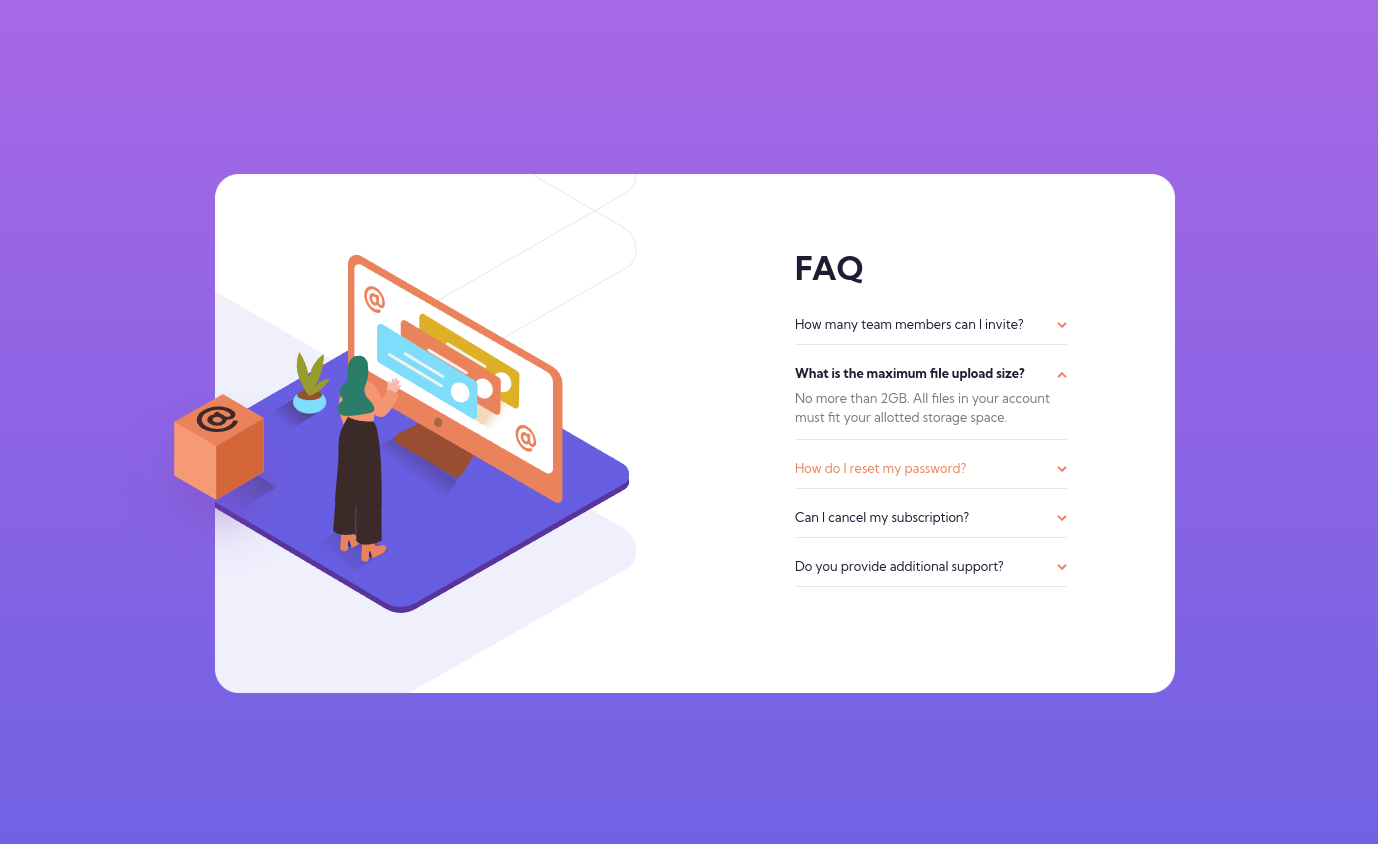 FAQ
How many team members can I invite?
What is the maximum file upload size?
No more than 2GB. All files in your account
must fit your allotted storage space.
How do I reset my password?
Can I cancel my subscription?
Do you provide additional support?
@
@
@